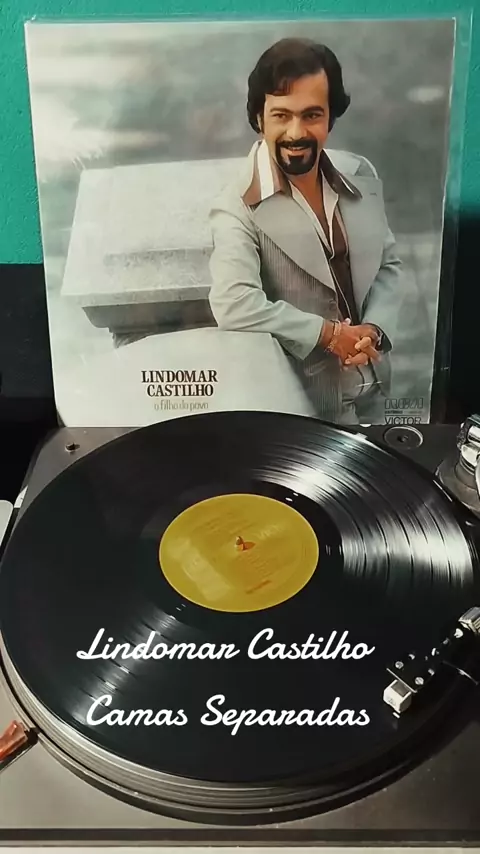 LINDOMAR
CASTILHO
o filho do povo
RCA
VICTOR
Lindomar Castilho
Camas Separadas